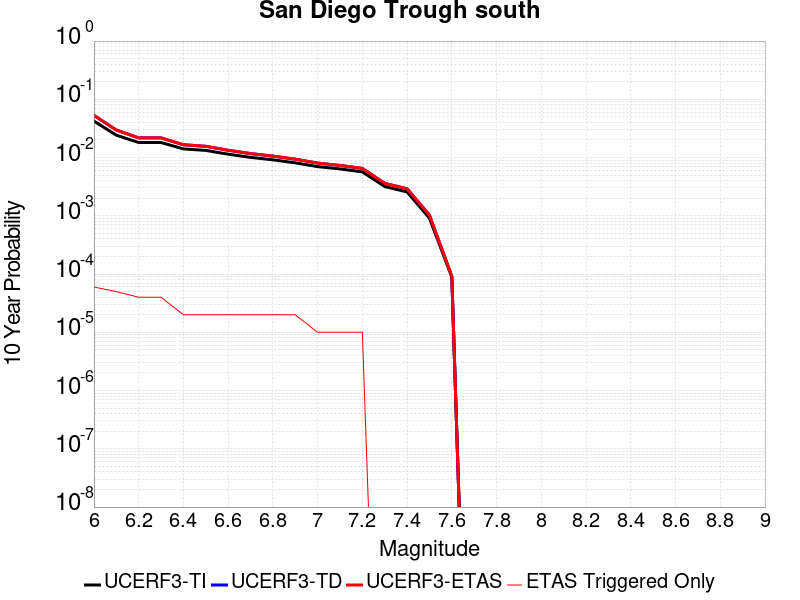 San Diego Trough south
10 Year Probability
10^0
10^-1
10^-2
10^-3
10^-4
10^-5
10^-6
10^-7
10^-8
6 6.2 6.4 6.6 6.8 7 7.2 7.4 7.6 7.8 8 8.2 8.4 8.6 8.8 9
Magnitude
UCERF3-TI UCERF3-TD UCERF3-ETAS ETAS Triggered Only